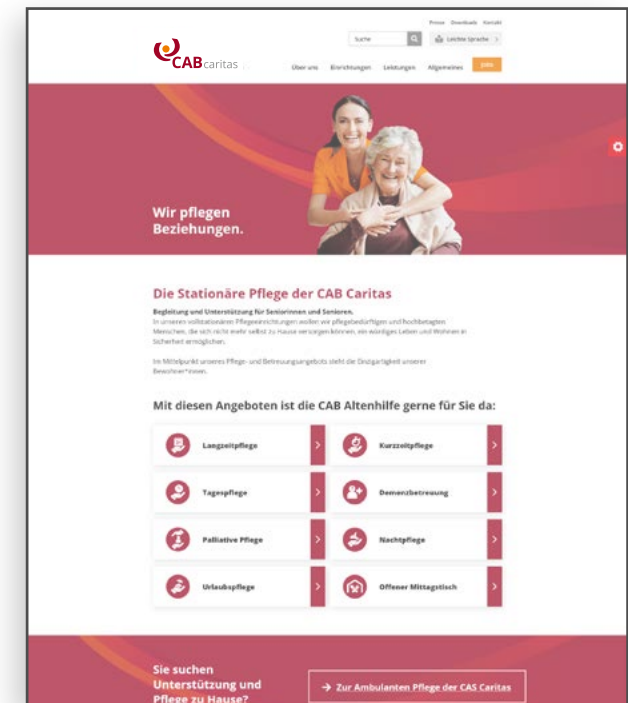 Presse Downloads Kontakt
Suche
Leichte Sprache
CABcaritas
Über uns Einrichtungen Leistungen Allgemeines Jobs
Wir pflegen
Beziehungen.
Die Stationäre Pflege der CAB Caritas
Begleitung und Unterstützung für Seniorinnen und Senioren.
In unseren vollstationären Pflegeeinrichtungen wollen wir pflegebedürftigen und hochbetagten
Menschen, die sich nicht mehr selbst zu Hause versorgen können, ein würdiges Leben und Wohnen in
Sicherheit ermöglichen.
Im Mittelpunkt unseres Pflege- und Betreuungsangebots steht die Einzigartigkeit unserer
Bewohner*innen.
Mit diesen Angeboten ist die CAB Altenhilfe gerne für Sie da:
Langzeitpflege
Kurzzeitpflege
Tagespflege
Demenzbetreuung
Palliative Pflege
Nachtpflege
Urlaubspflege
Offener Mittagstisch
Sie suchen
Unterstützung und
Pflege zu Hause?
→ Zur Ambulanten Pflege der CAS Caritas